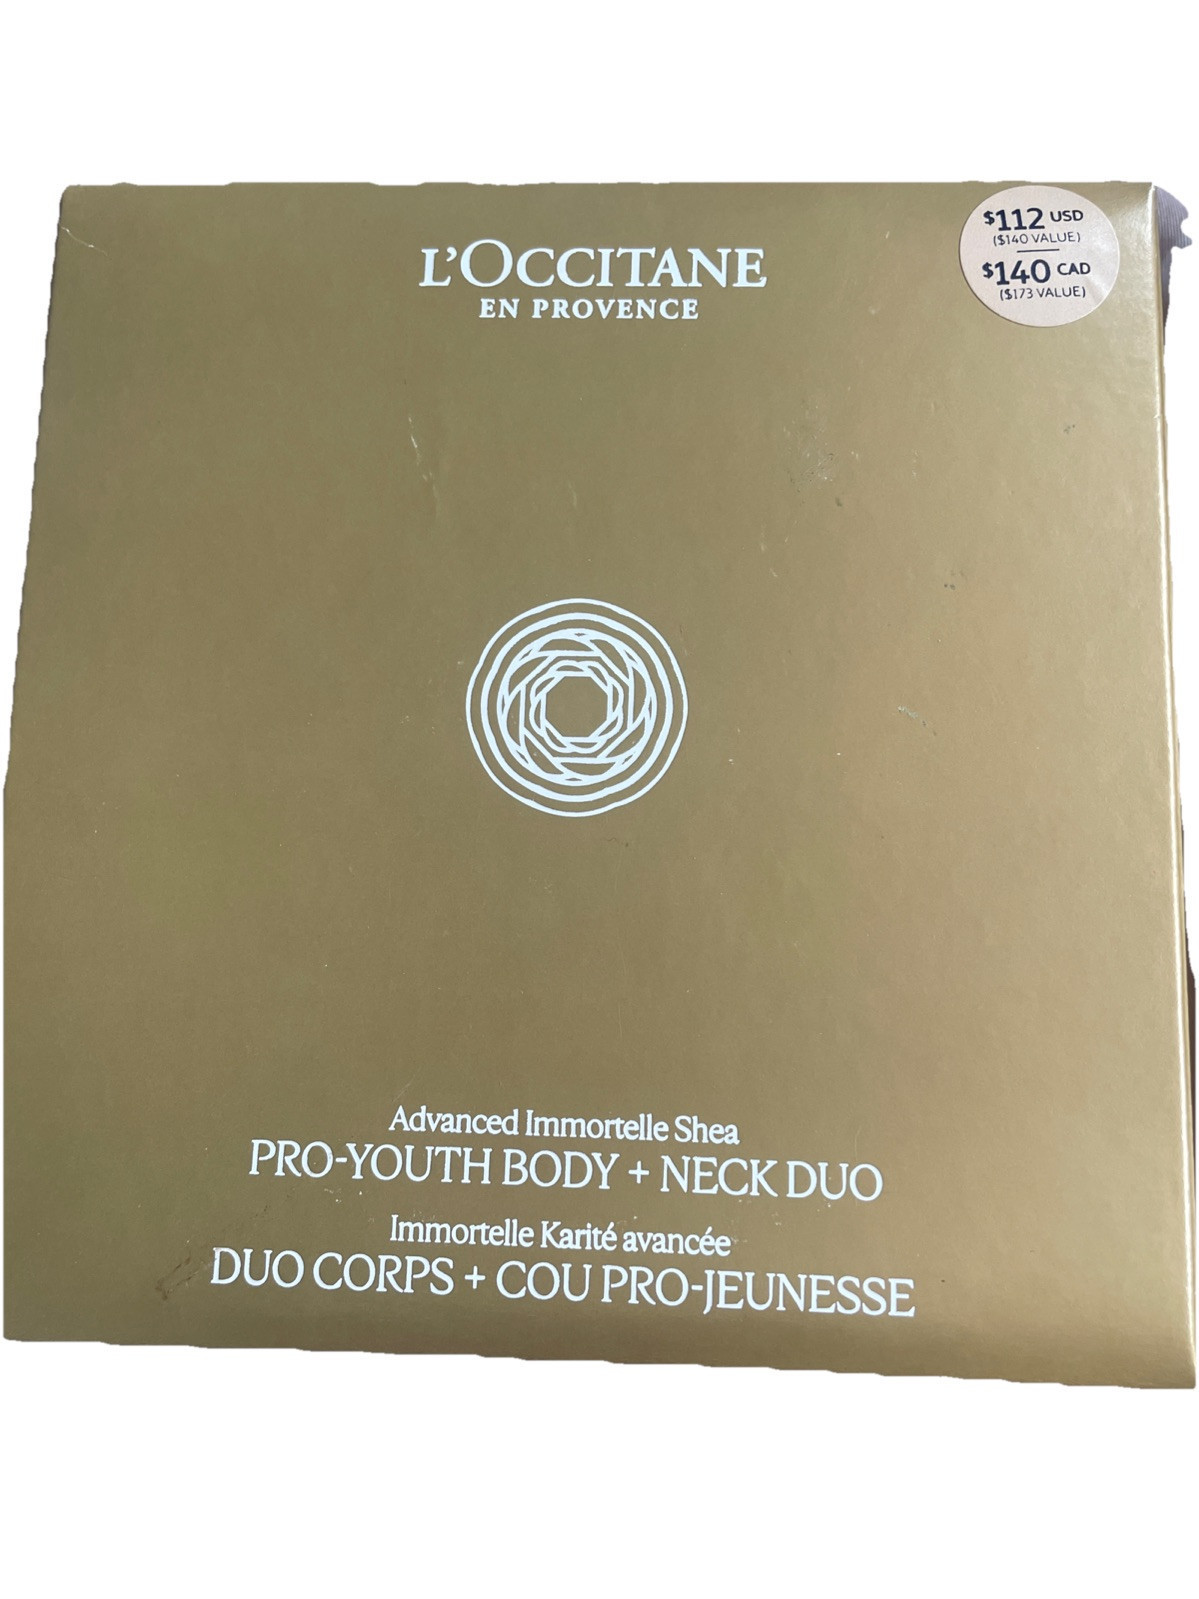 L'OCCITANE
EN PROVENCE
$112 USD
($140 VALUE)
$140 CAD
($173 VALUE)
Advanced Immortelle Shea
PRO-YOUTH BODY + NECK DUO
Immortelle Karité avancée
DUO CORPS + COU PRO-JEUNESSE